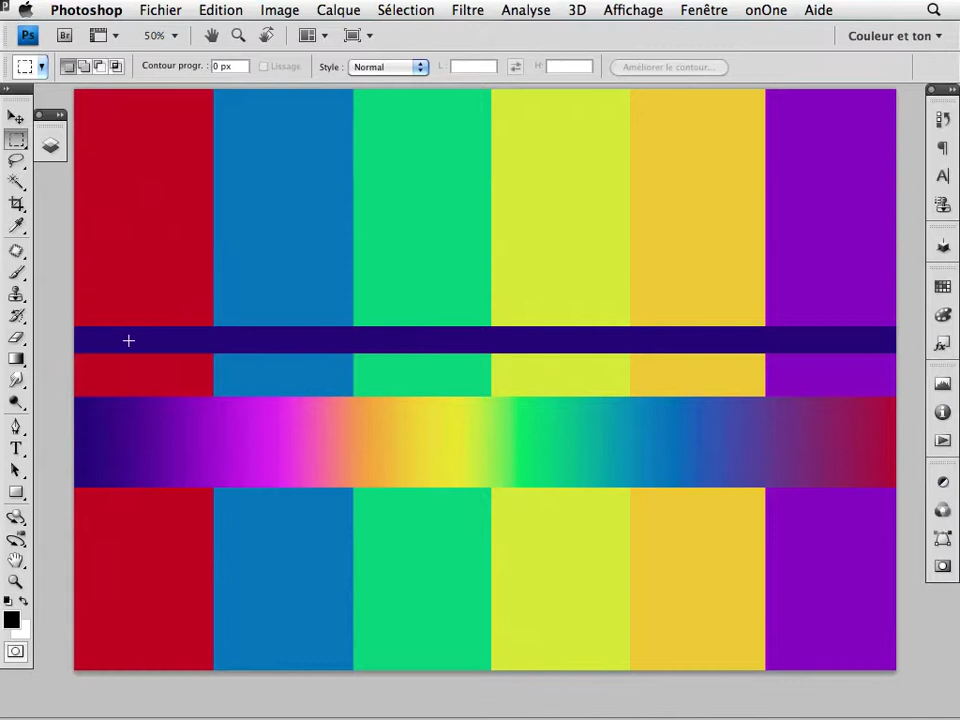 Photoshop Fichier Edition Image Calque Sélection Filtre Analyse 3D Affichage Fenêtre onOne Aide
Ps Br 50% Couleur et ton
Contour progr.: 0 px Lissage Style : Normal L: H: Améliorer le contour...